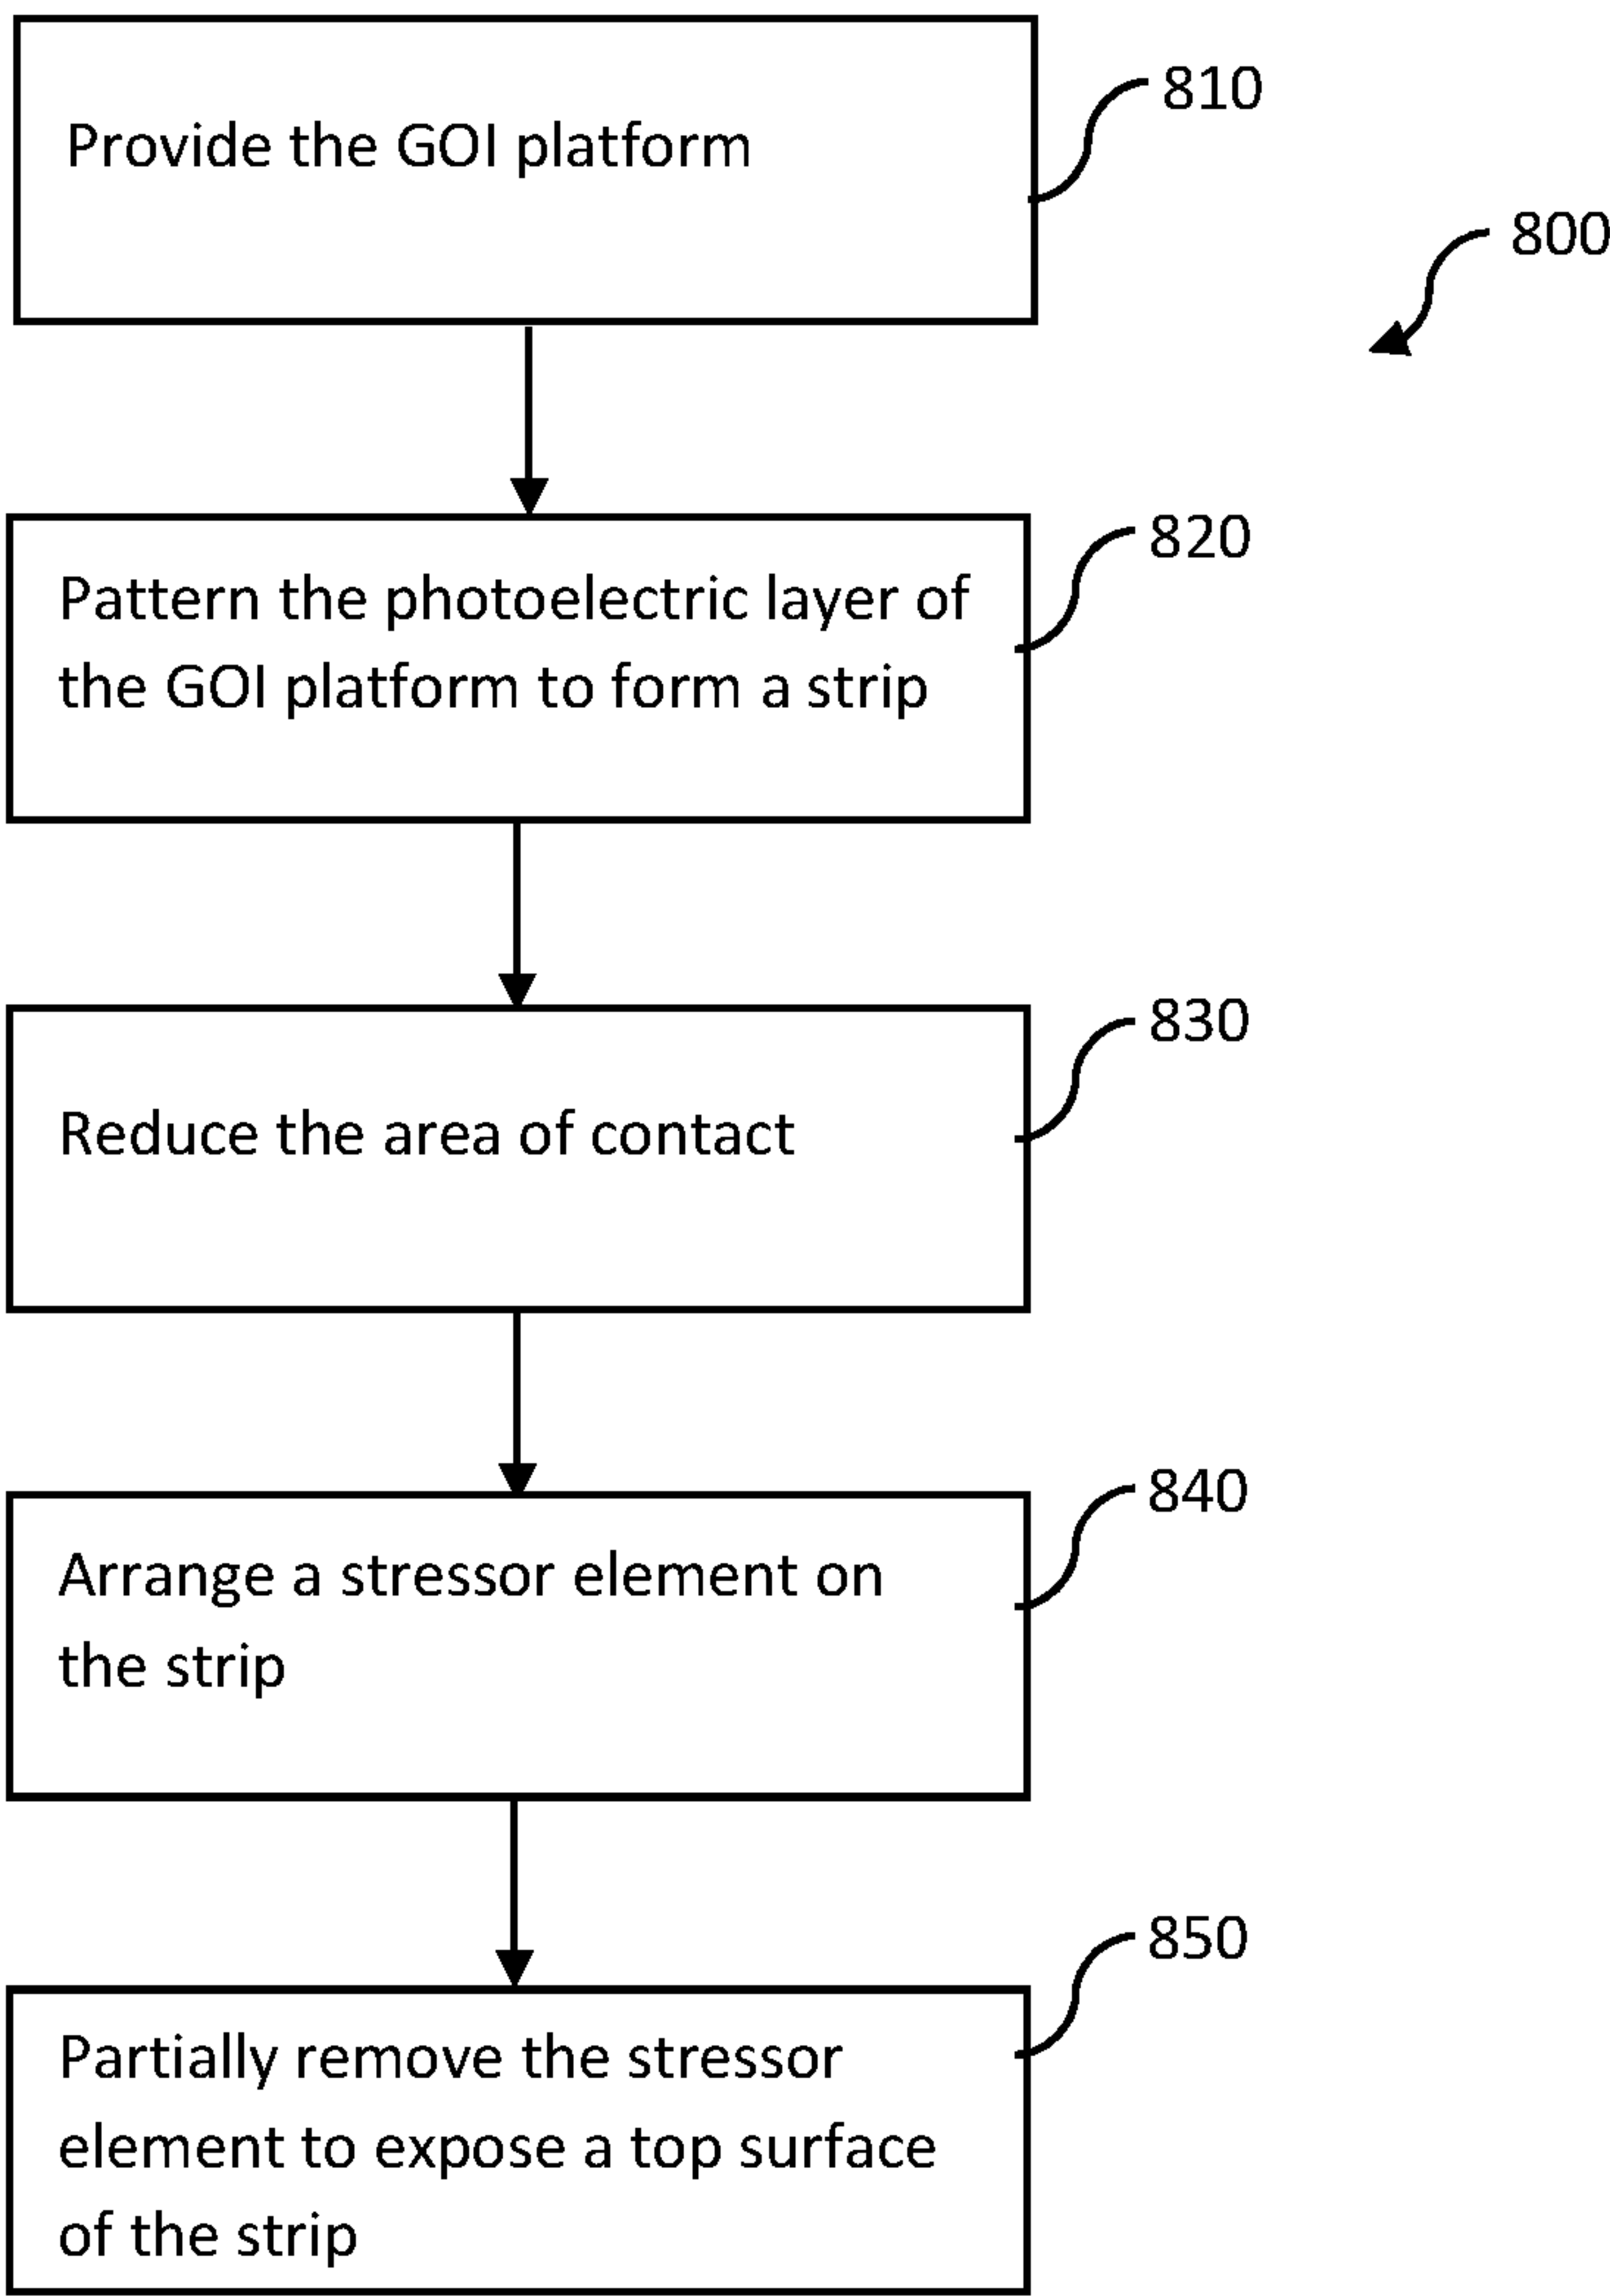 Provide the GOI platform
810
800
Pattern the photoelectric layer of
the GOI platform to form a strip
820
Reduce the area of contact
830
Arrange a stressor element on
the strip
840
Partially remove the stressor
element to expose a top surface
of the strip
850